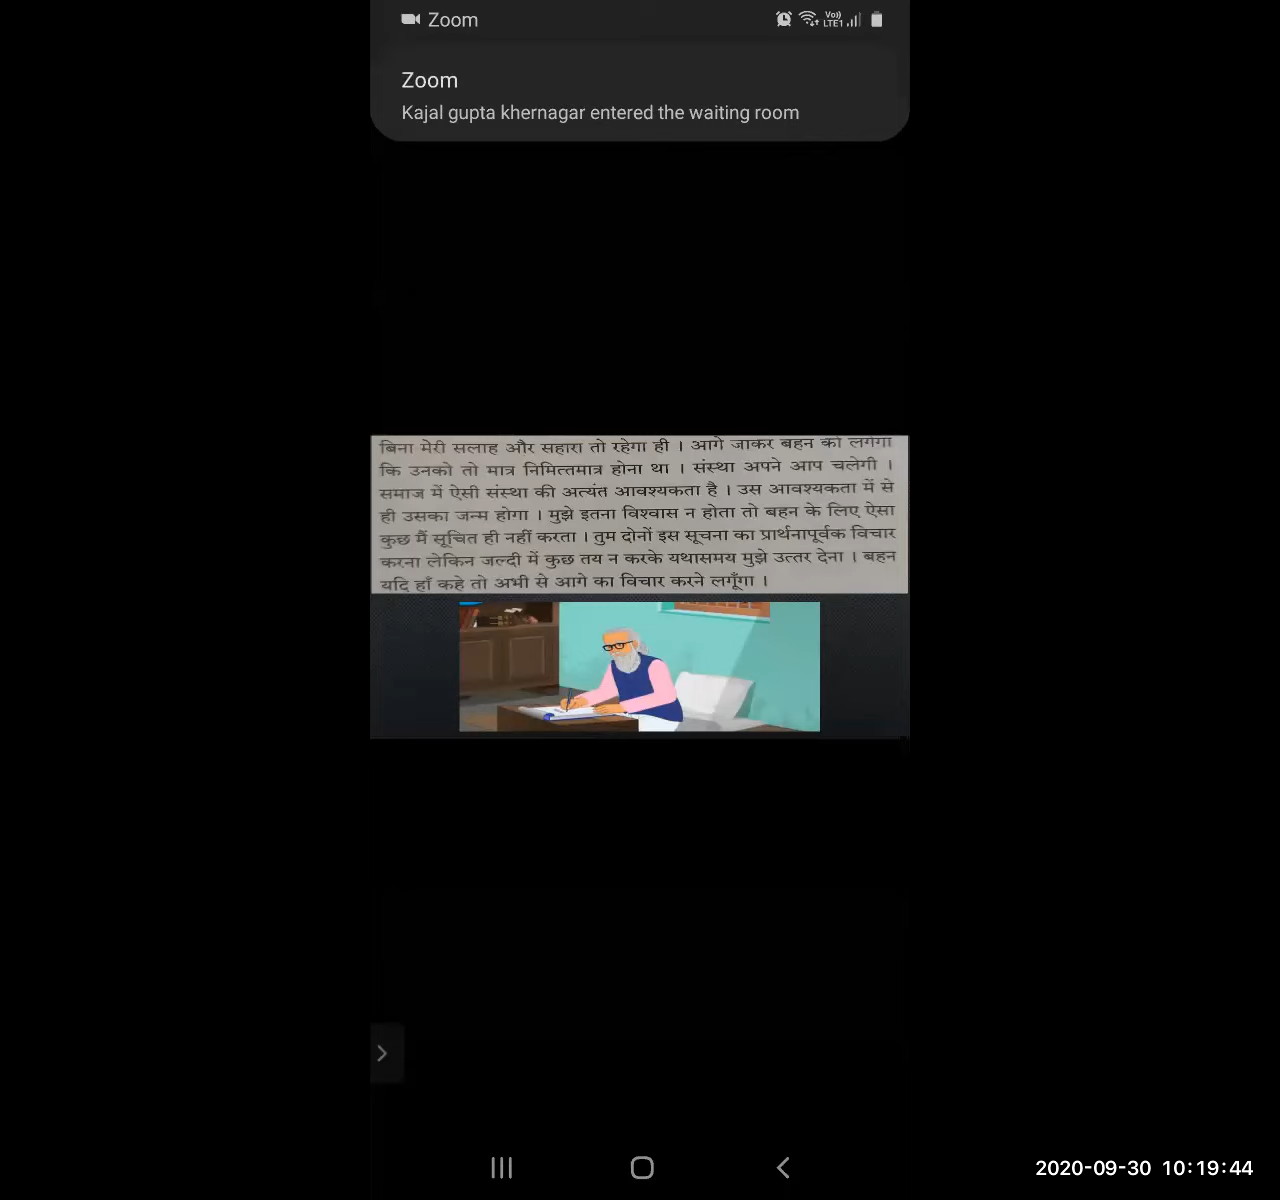 Zoom
Vo))
LTE1
Zoom
Kajal gupta khernagar entered the waiting room
बिना मेरी सलाह और सहारा तो रहेगा ही । आगे जाकर बहन को लगेगा
कि उनको तो मात्र निमित्तमात्र होना था । संस्था अपने आप चलेगी ।
समाज में ऐसी संस्था की अत्यंत आवश्यकता है । उस आवश्यकता में से
ही उसका जन्म होगा । मुझे इतना विश्वास न होता तो बहन के लिए ऐसा
कुछ मैं सूचित ही नहीं करता । तुम दोनों इस सूचना का प्रार्थनापूर्वक विचार
करना लेकिन जल्दी में कुछ तय न करके यथासमय मुझे उत्तर देना । बहन
यदि हाँ कहे तो अभी से आगे का विचार करने लगूँगा ।
2020-09-30 10:19:44